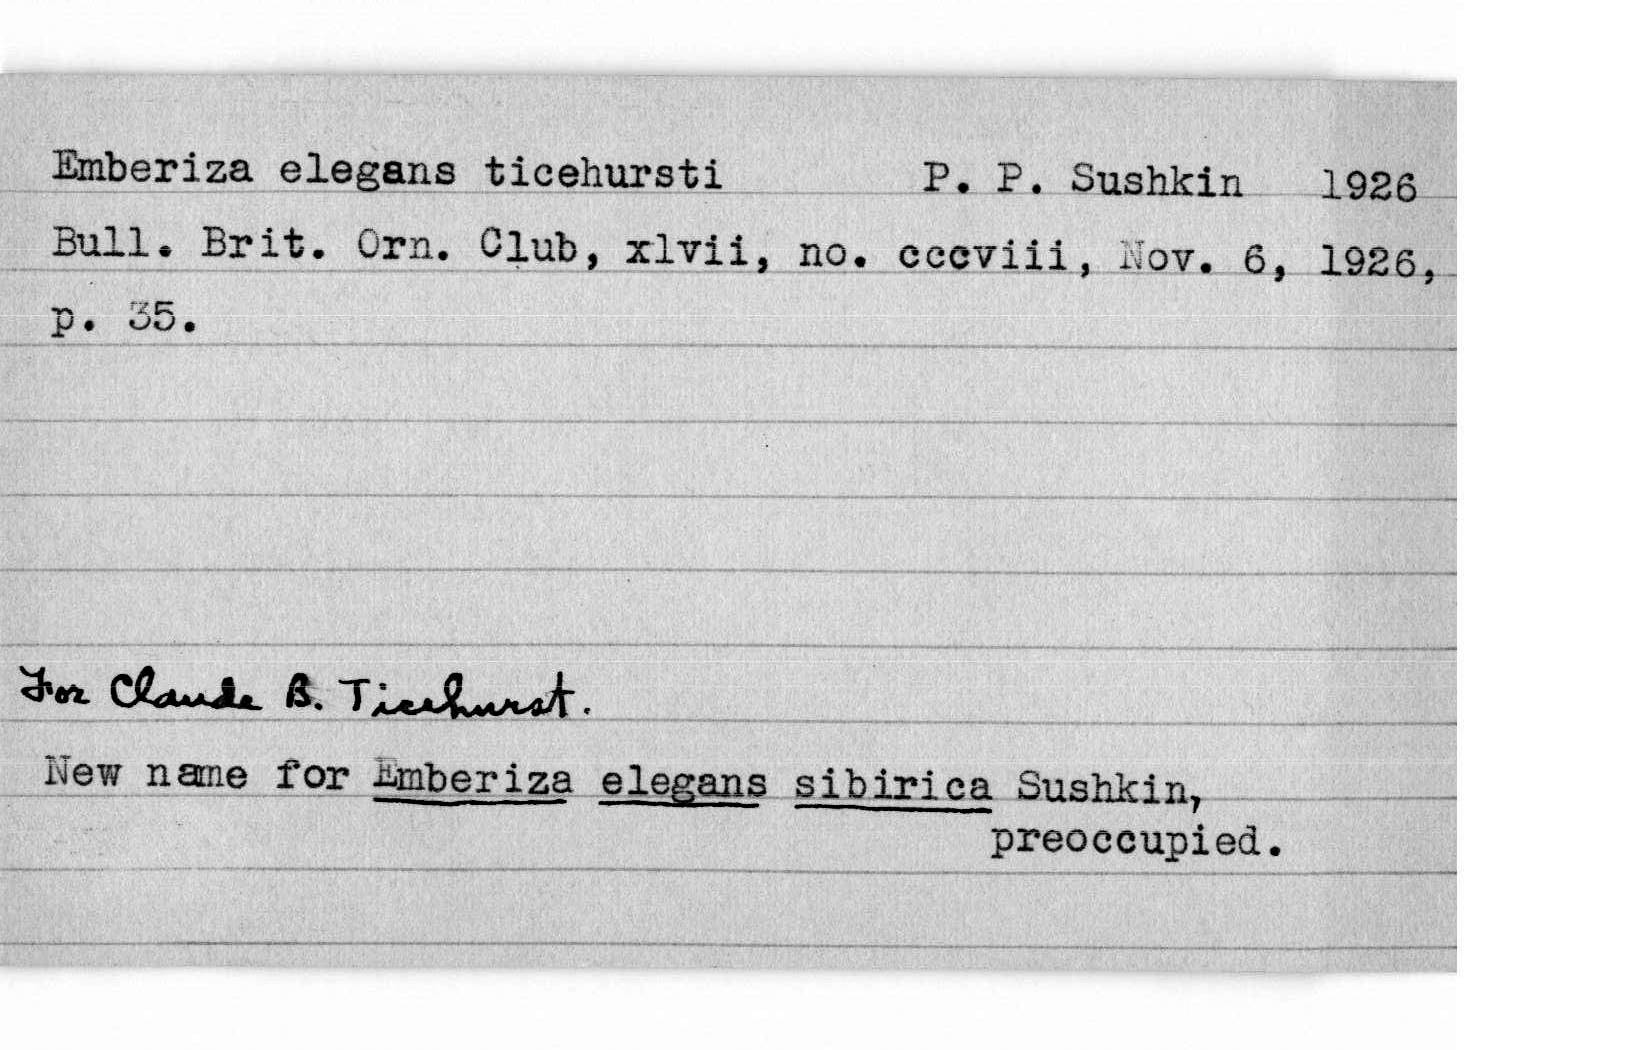 Emberiza elegans ticehursti P. P. Sushkin 1926
Bull. Brit. Orn. Club, xlvii, no. cccviii, Nov. 6, 1926,
p. 35.
For Claude B. Ticehurst.
New name for Emberiza elegans sibirica Sushkin,
preoccupied.